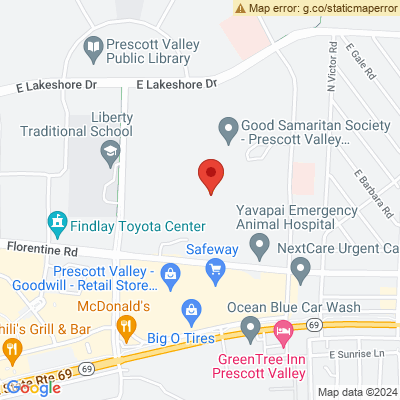 Map error: g.co/staticmaperror
Prescott Valley
Public Library
E Gale Rd
N Victor Rd
E Lakeshore Dr
E Lakeshore Dr
Liberty
Traditional School
Good Samaritan Society
- Prescott Valley...
E Barbara Rd
Yavapai Emergency
Animal Hospital
Findlay Toyota Center
Florentine Rd
Safeway
NextCare Urgent Ca
Prescott Valley -
Goodwill - Retail Store...
McDonald's
Ocean Blue Car Wash
hili's Grill & Bar
Big O Tires
69
69
GreenTree Inn
Prescott Valley
E Sunrise Ln
State Rte 69
Google
Map data ©2024